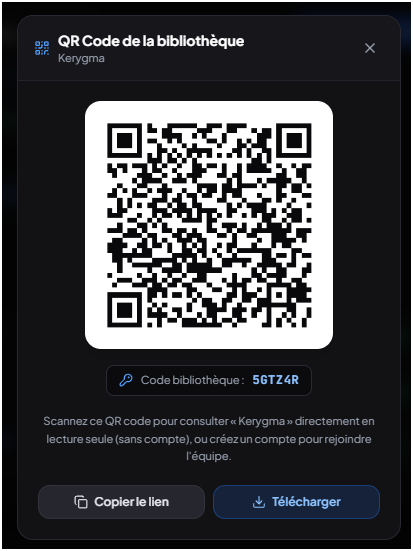 QR Code de la bibliothèque
Kerygma
Code bibliothèque : 5GTZ4R
Scannez ce QR code pour consulter « Kerygma » directement en
lecture seule (sans compte), ou créez un compte pour rejoindre
l'équipe.
Copier le lien
Télécharger